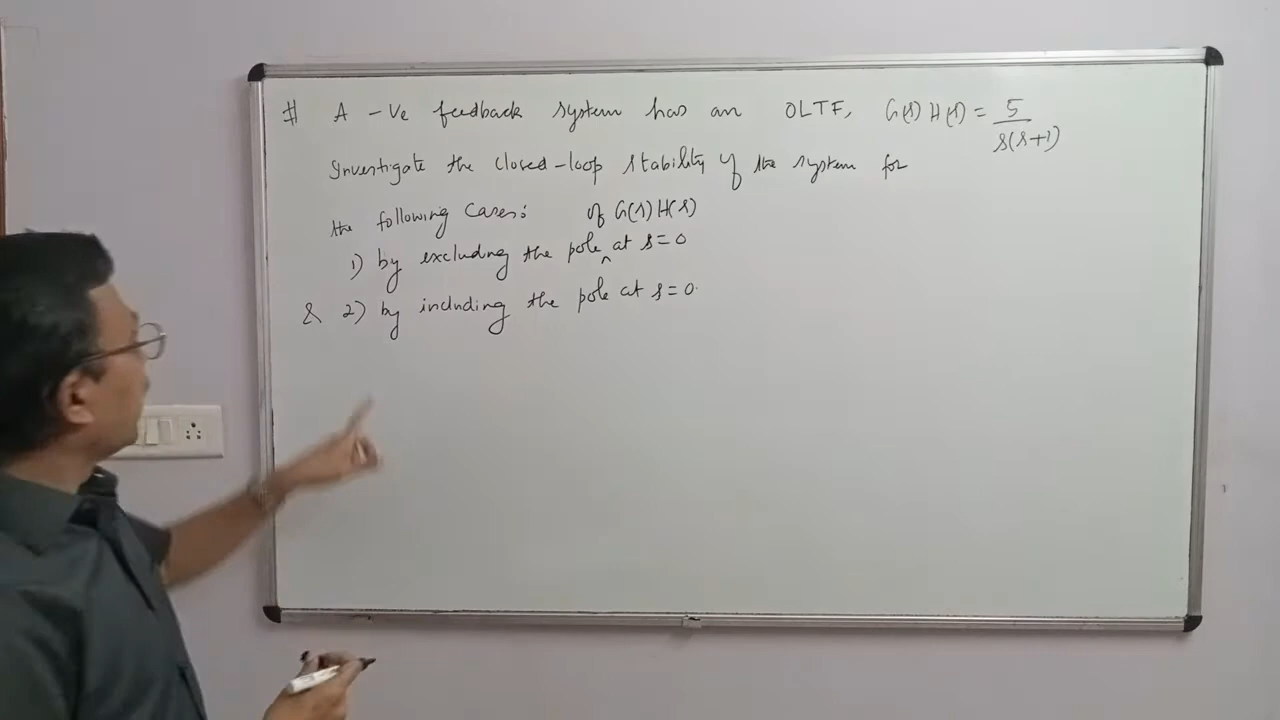 # A -Ve feedback system has an OLTF, G(s) H(s) = 5/s(s+1)
Investigate the closed-loop stability of the system for
the following cases:
1) by excluding the pole of G(s) H(s) at s=0
& 2) by including the pole at s=0.